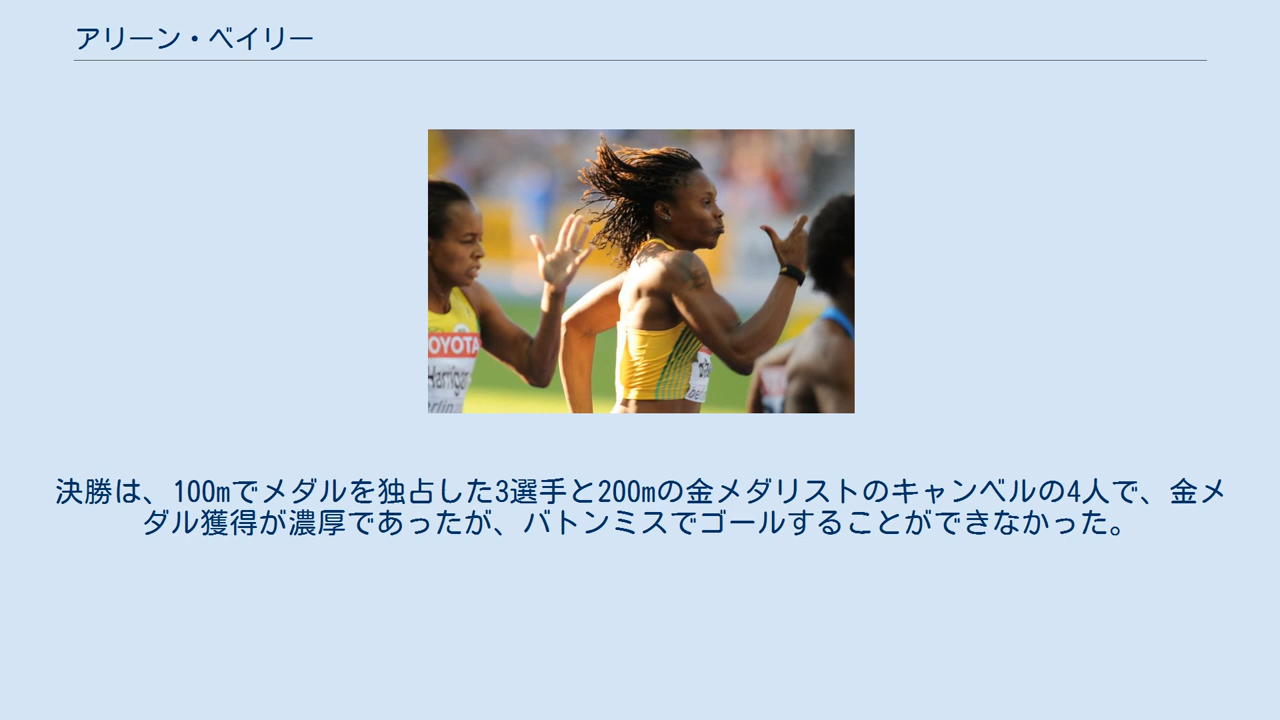 アリーン・ベイリー
OYOTA
Harrigan
erlin
決勝は、100mでメダルを独占した3選手と200mの金メダリストのキャンベルの4人で、金メ
ダル獲得が濃厚であったが、バトンミスでゴールすることができなかった。